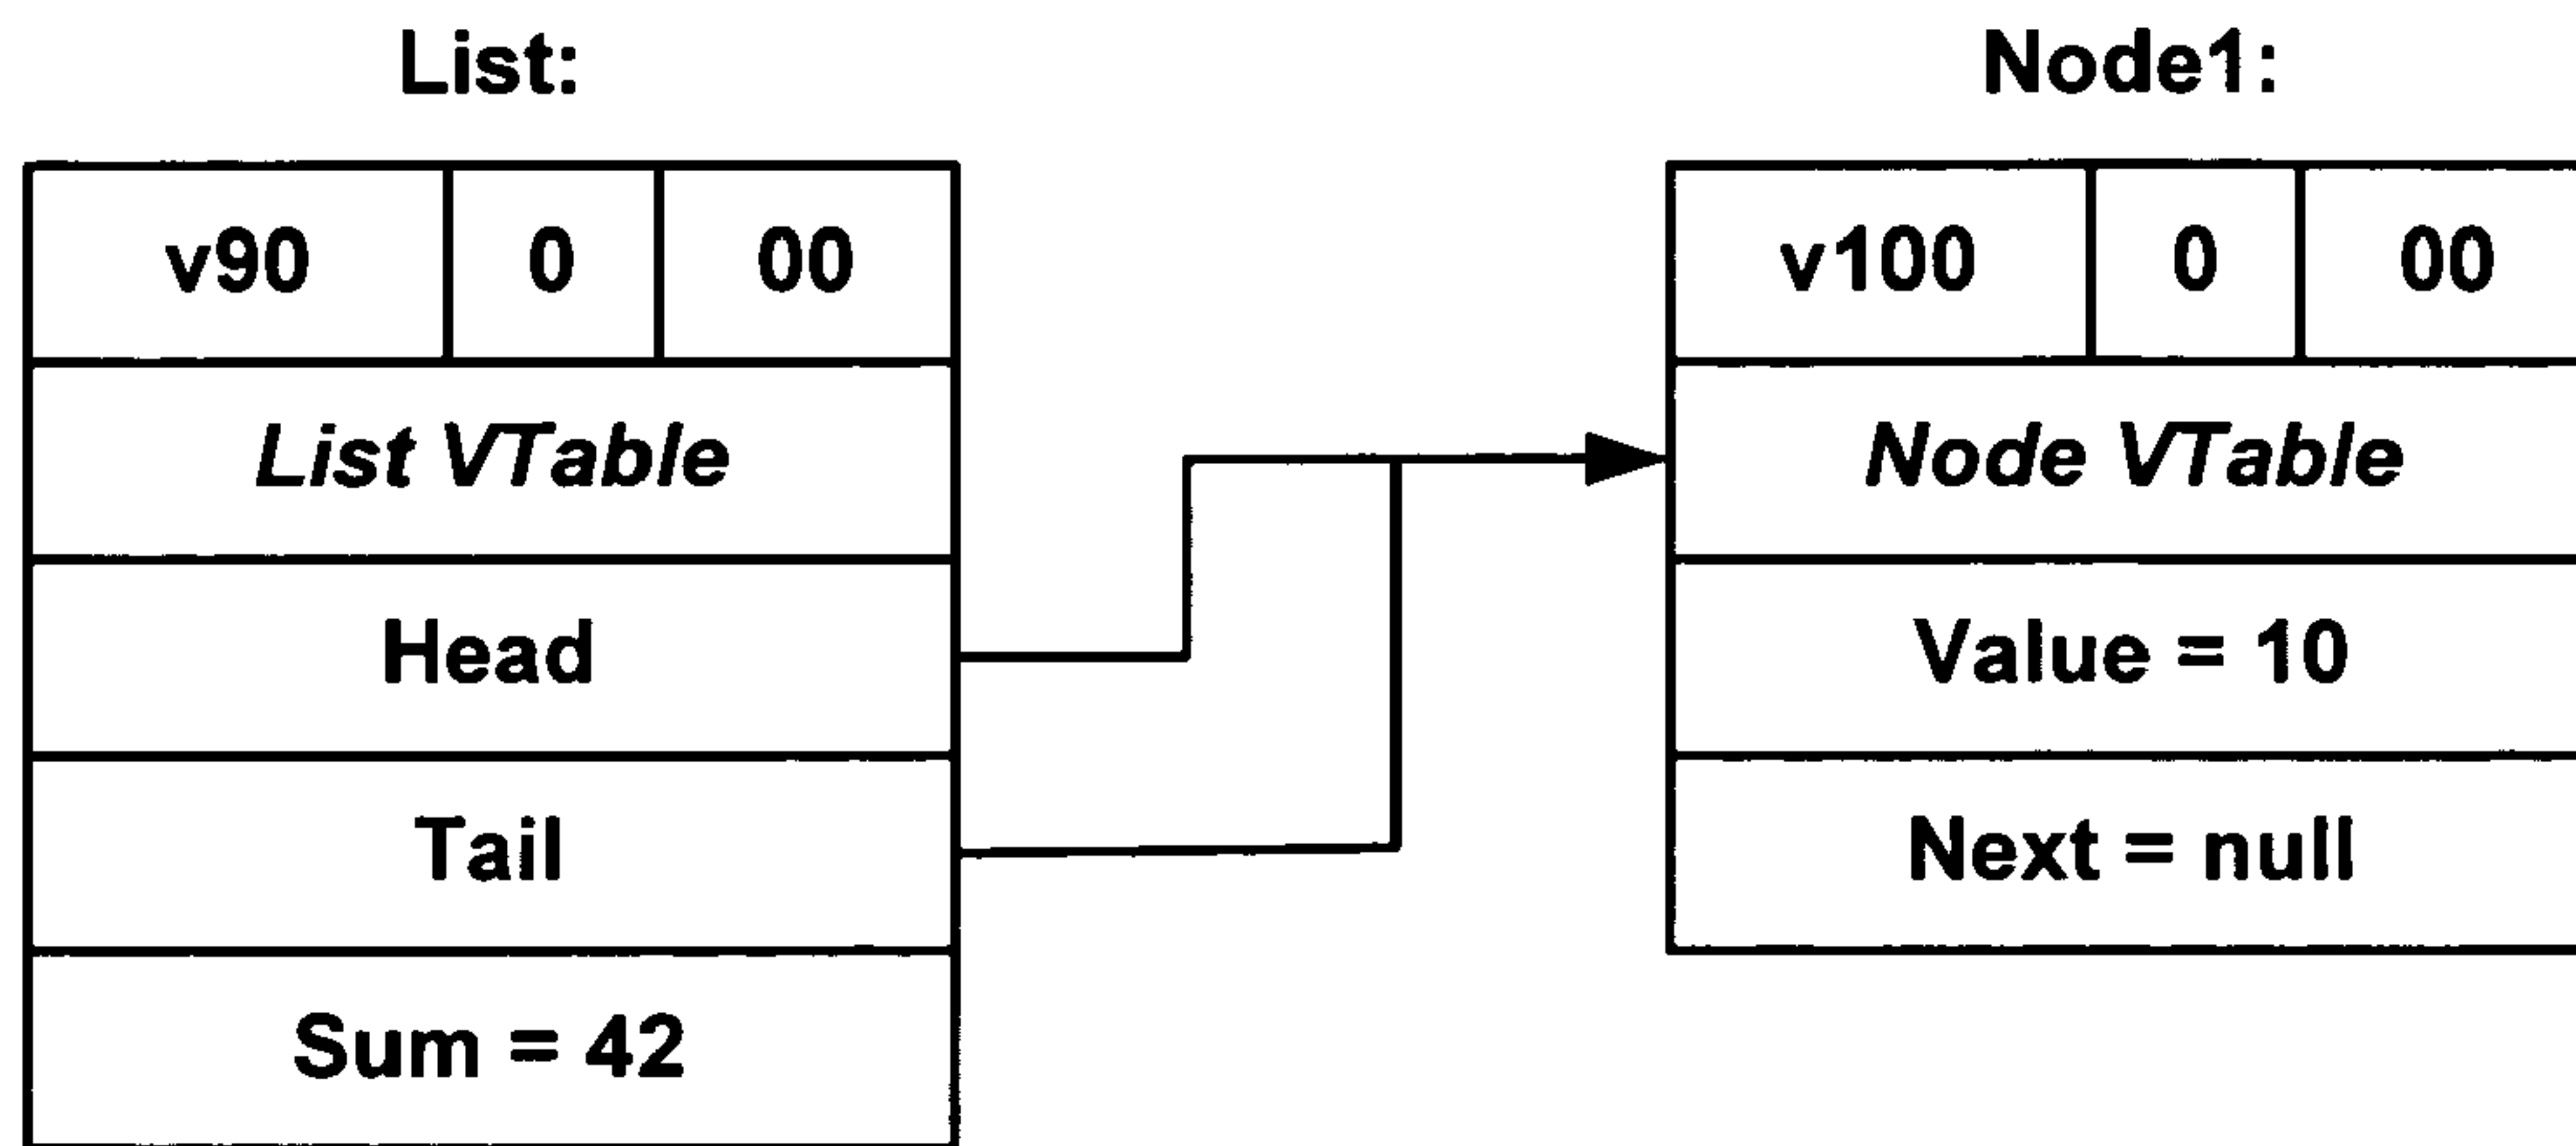 List:
v90 0 00
List VTable
Head
Tail
Sum = 42
Node1:
v100 0 00
Node VTable
Value = 10
Next = null